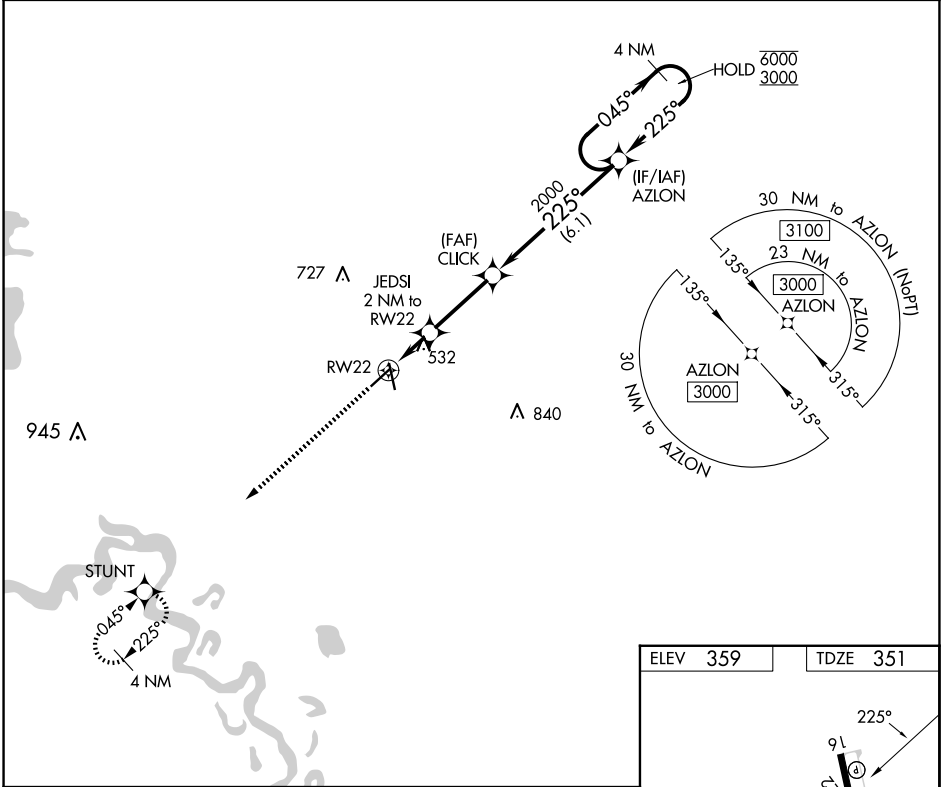 4 NM
HOLD 6000
3000
045°
225°
(IF/IAF)
AZLON
2000
225°
(6.1)
(FAF)
CLICK
727
JEDSI
2 NM to
RW22
532
RW22
840
945
30 NM to AZLON (NoPT)
3100
23 NM to AZLON
3000
135°
AZLON
315°
135°
AZLON
3000
315°
30 NM to AZLON
STUNT
045°
225°
4 NM
ELEV 359
TDZE 351
225°
16
P